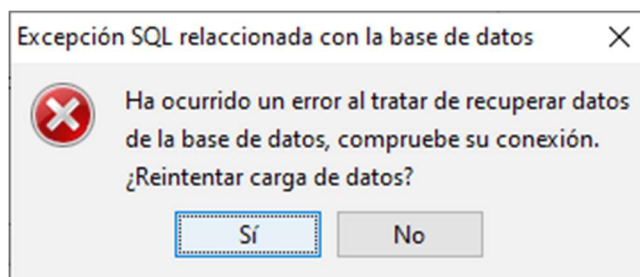 Excepción SQL relaccionada con la base de datos
Ha ocurrido un error al tratar de recuperar datos
de la base de datos, compruebe su conexión.
¿Reintentar carga de datos?
Sí
No